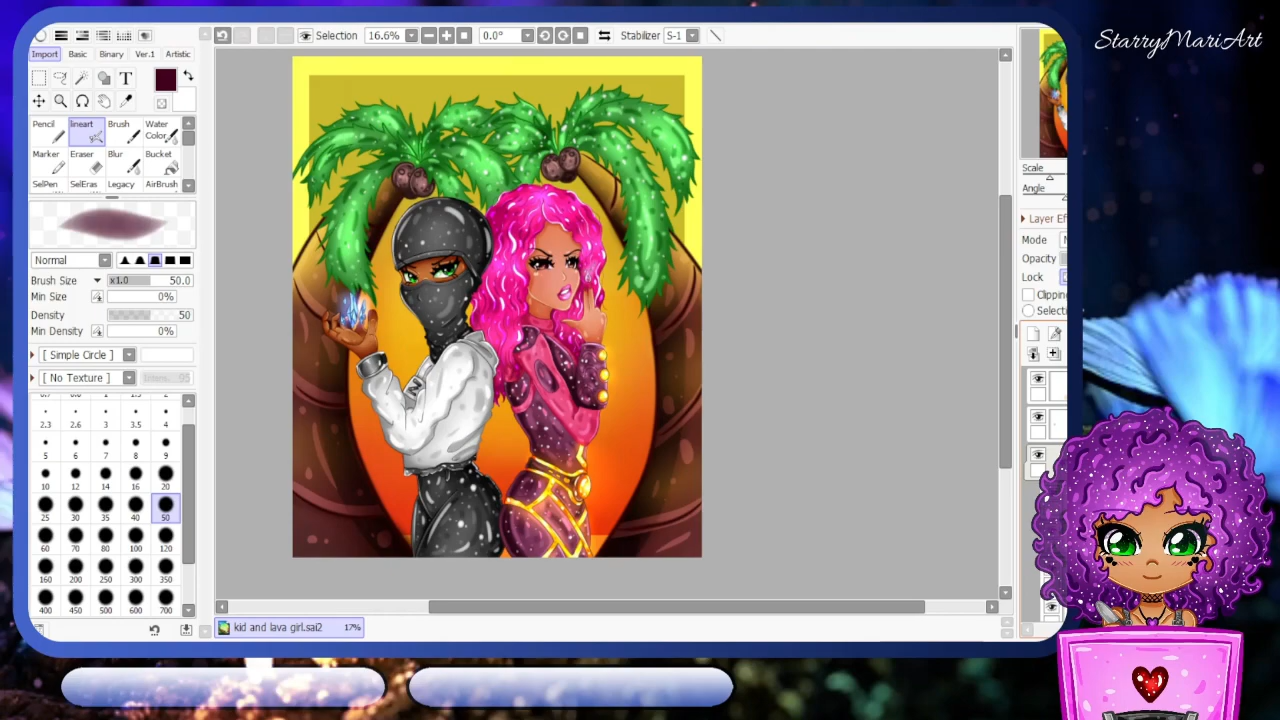 StarryMariArt
Selection
16.6%
0.0°
Stabilizer
S-1
Import
Basic
Binary
Ver.1
Artistic
T
Pencil
lineart
Brush
Water
Color
Marker
Eraser
Blur
Bucket
SelPen
SelEras
Legacy
AirBrush
Normal
Brush Size
x1.0
50.0
Min Size
0%
Density
50
Min Density
0%
[ Simple Circle ]
[ No Texture ]
2.3 2.6 3 3.5 4
5 6 7 8 9
10 12 14 16 20
25 30 35 40 50
60 70 80 100 120
160 200 250 300 350
400 450 500 600 700
kid and lava girl.sai2
17%
Scale
Angle
Layer Ef
Mode
Opacity
Lock
Clipping
Selecti